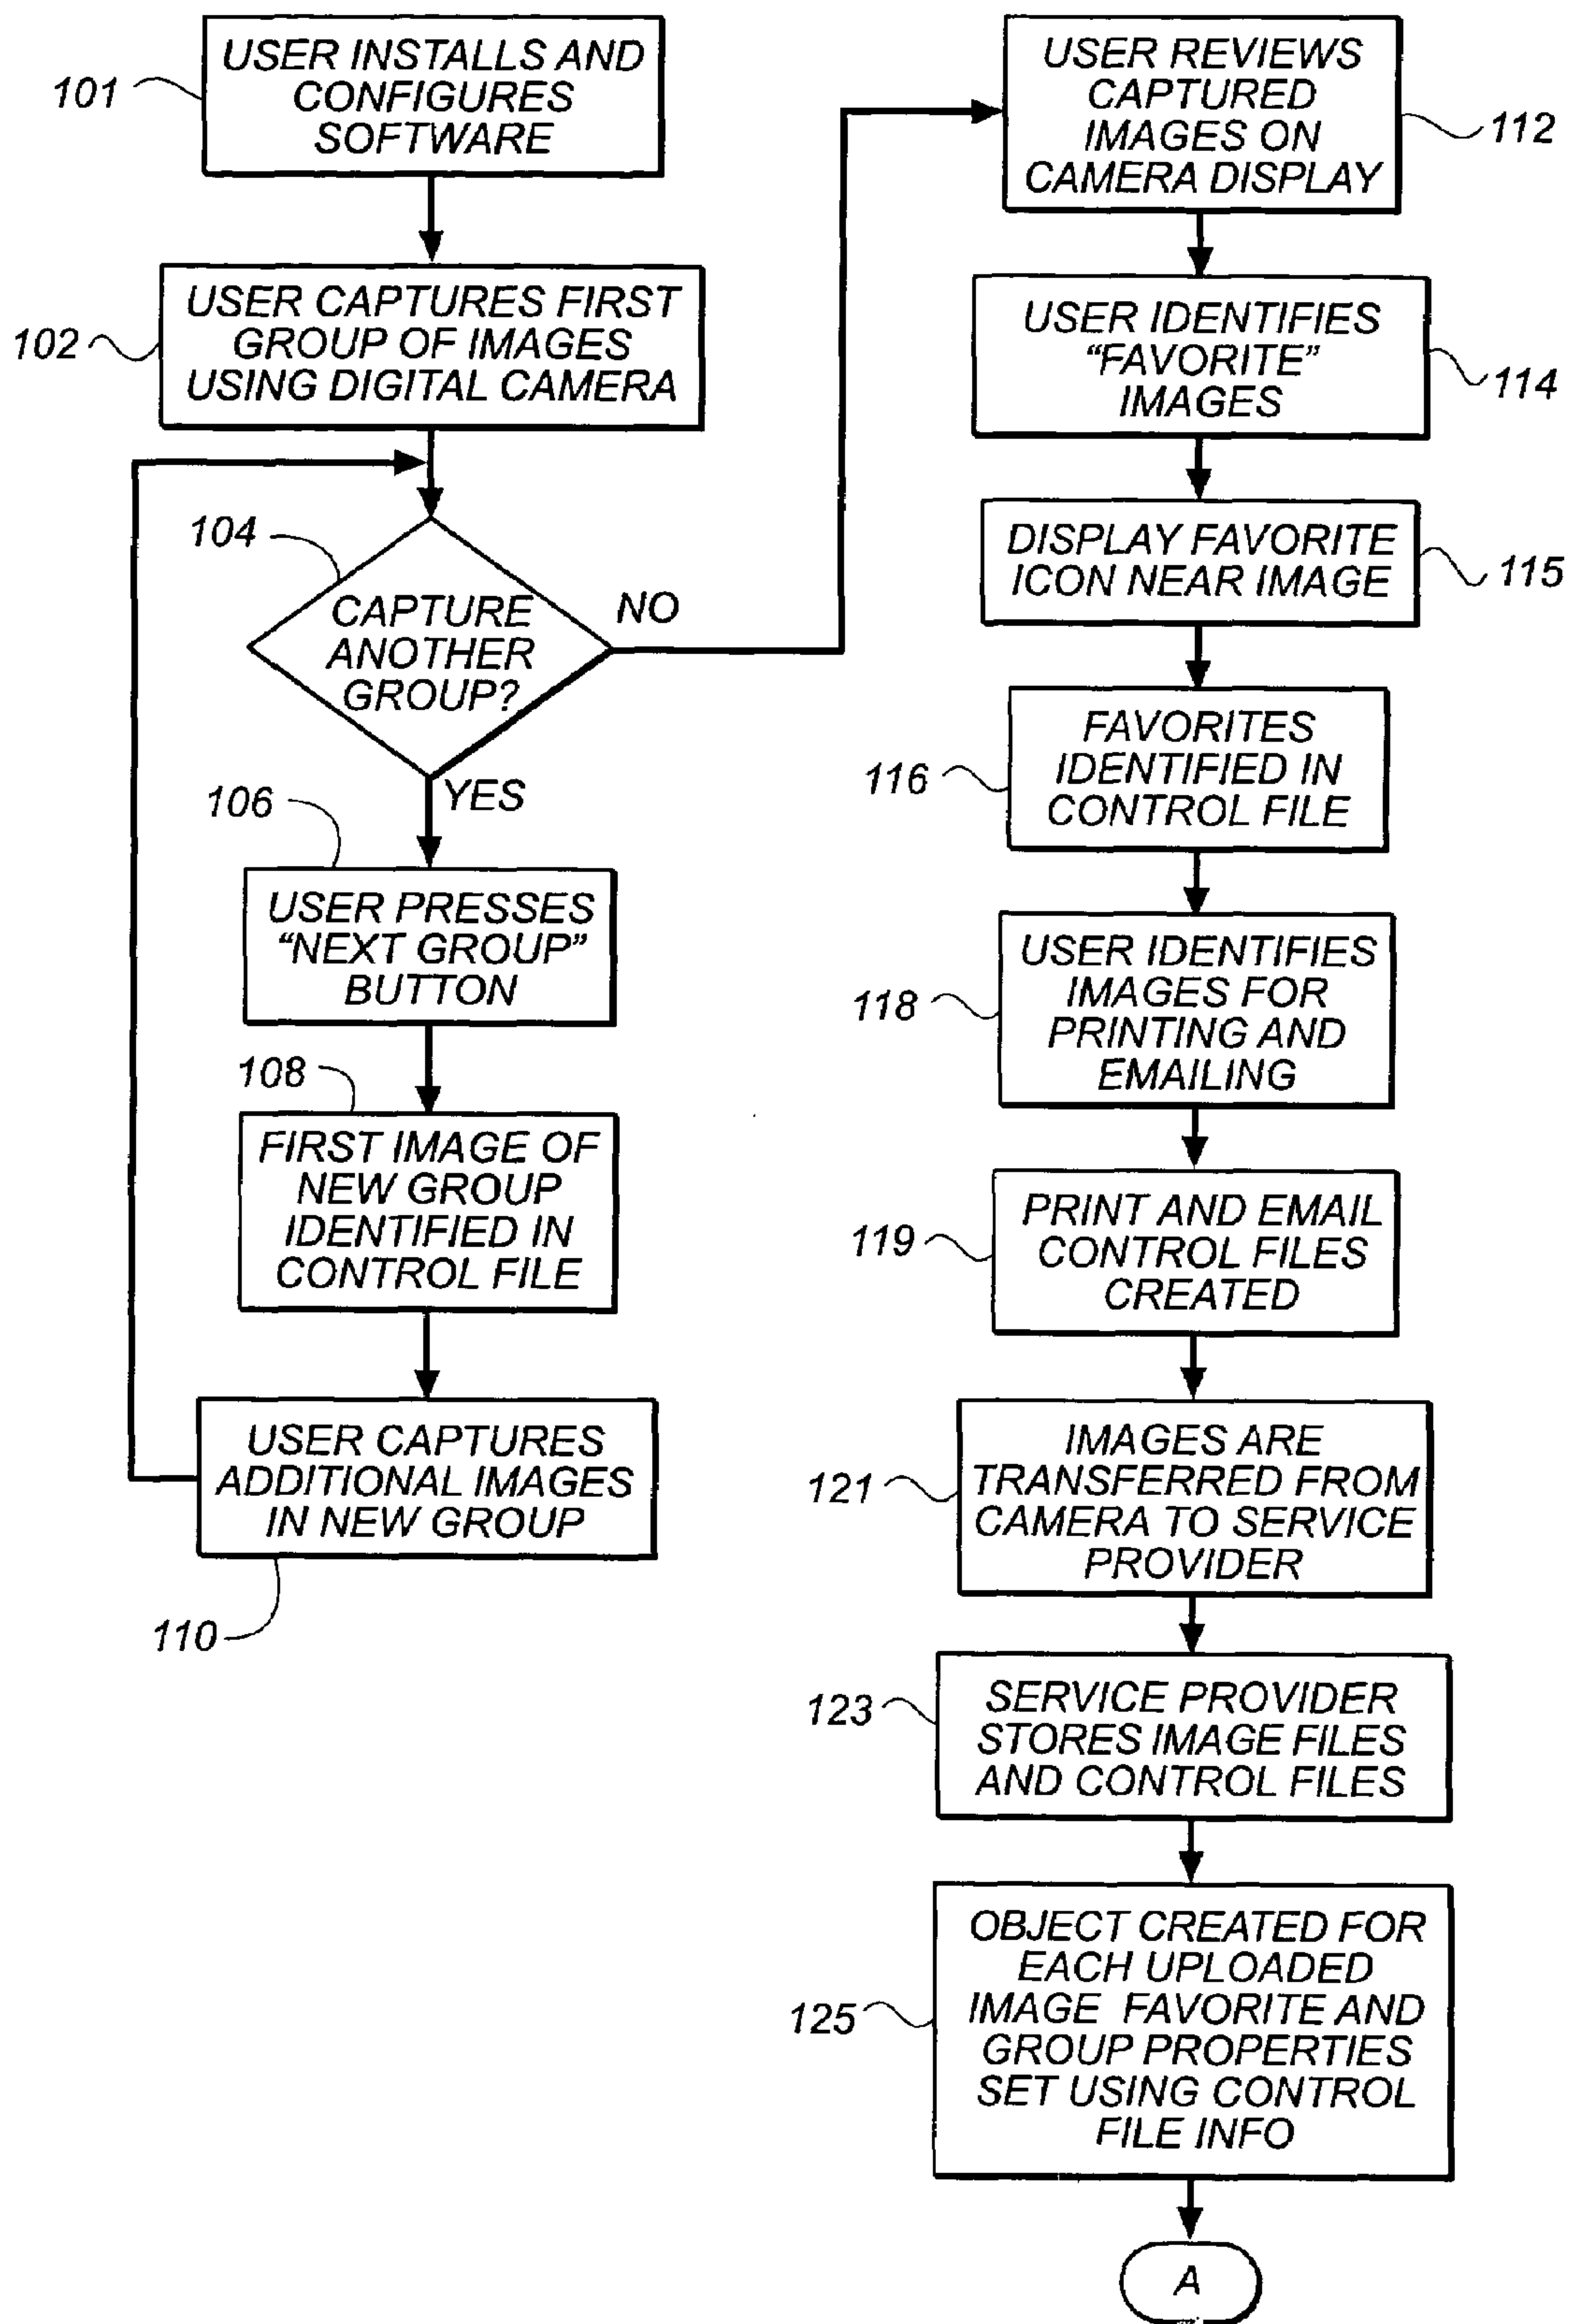 101
USER INSTALLS AND
CONFIGURES
SOFTWARE
102
USER CAPTURES FIRST
GROUP OF IMAGES
USING DIGITAL CAMERA
104
CAPTURE
ANOTHER
GROUP?
NO
YES
106
USER PRESSES
“NEXT GROUP”
BUTTON
108
FIRST IMAGE OF
NEW GROUP
IDENTIFIED IN
CONTROL FILE
USER CAPTURES
ADDITIONAL IMAGES
IN NEW GROUP
110
USER REVIEWS
CAPTURED
IMAGES ON
CAMERA DISPLAY
112
USER IDENTIFIES
“FAVORITE”
IMAGES
114
DISPLAY FAVORITE
ICON NEAR IMAGE
115
FAVORITES
IDENTIFIED IN
CONTROL FILE
116
USER IDENTIFIES
IMAGES FOR
PRINTING AND
EMAILING
118
PRINT AND EMAIL
CONTROL FILES
CREATED
119
IMAGES ARE
TRANSFERRED FROM
CAMERA TO SERVICE
PROVIDER
121
SERVICE PROVIDER
STORES IMAGE FILES
AND CONTROL FILES
123
OBJECT CREATED FOR
EACH UPLOADED
IMAGE FAVORITE AND
GROUP PROPERTIES
SET USING CONTROL
FILE INFO
125
A